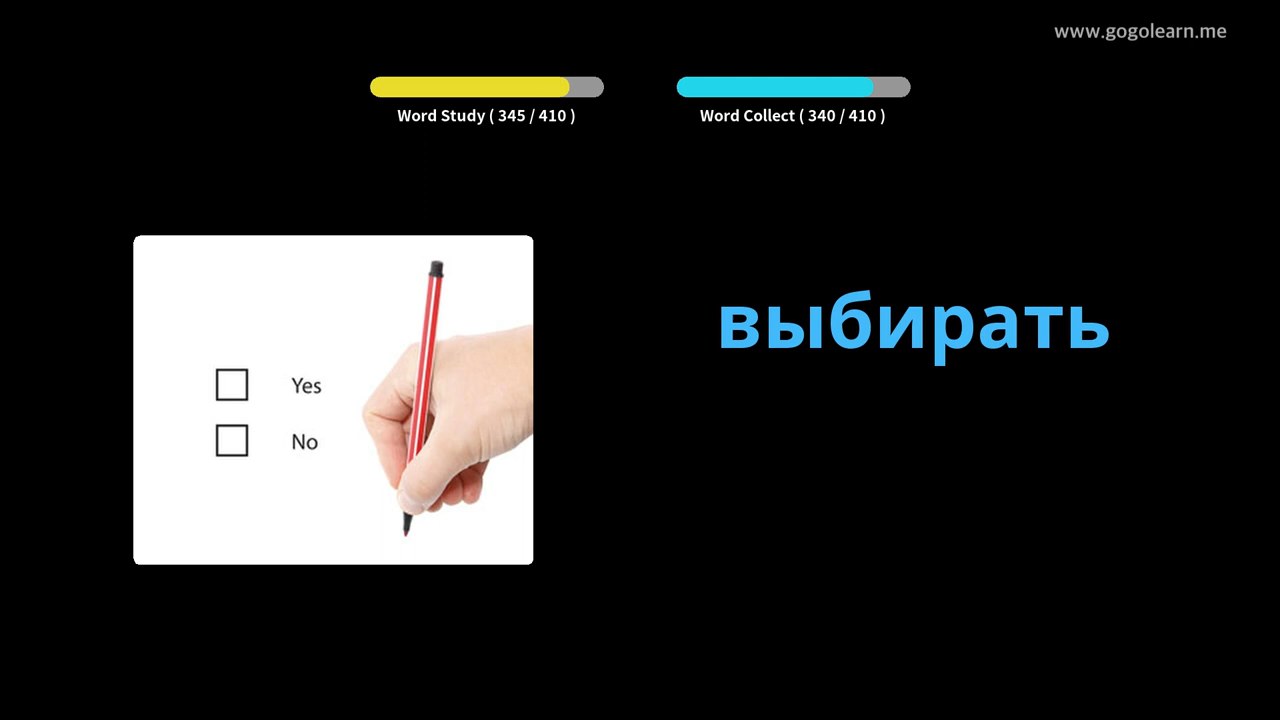 www.gogolearn.me
Word Study ( 345 / 410 )
Word Collect ( 340 / 410 )
выбирать
Yes
No